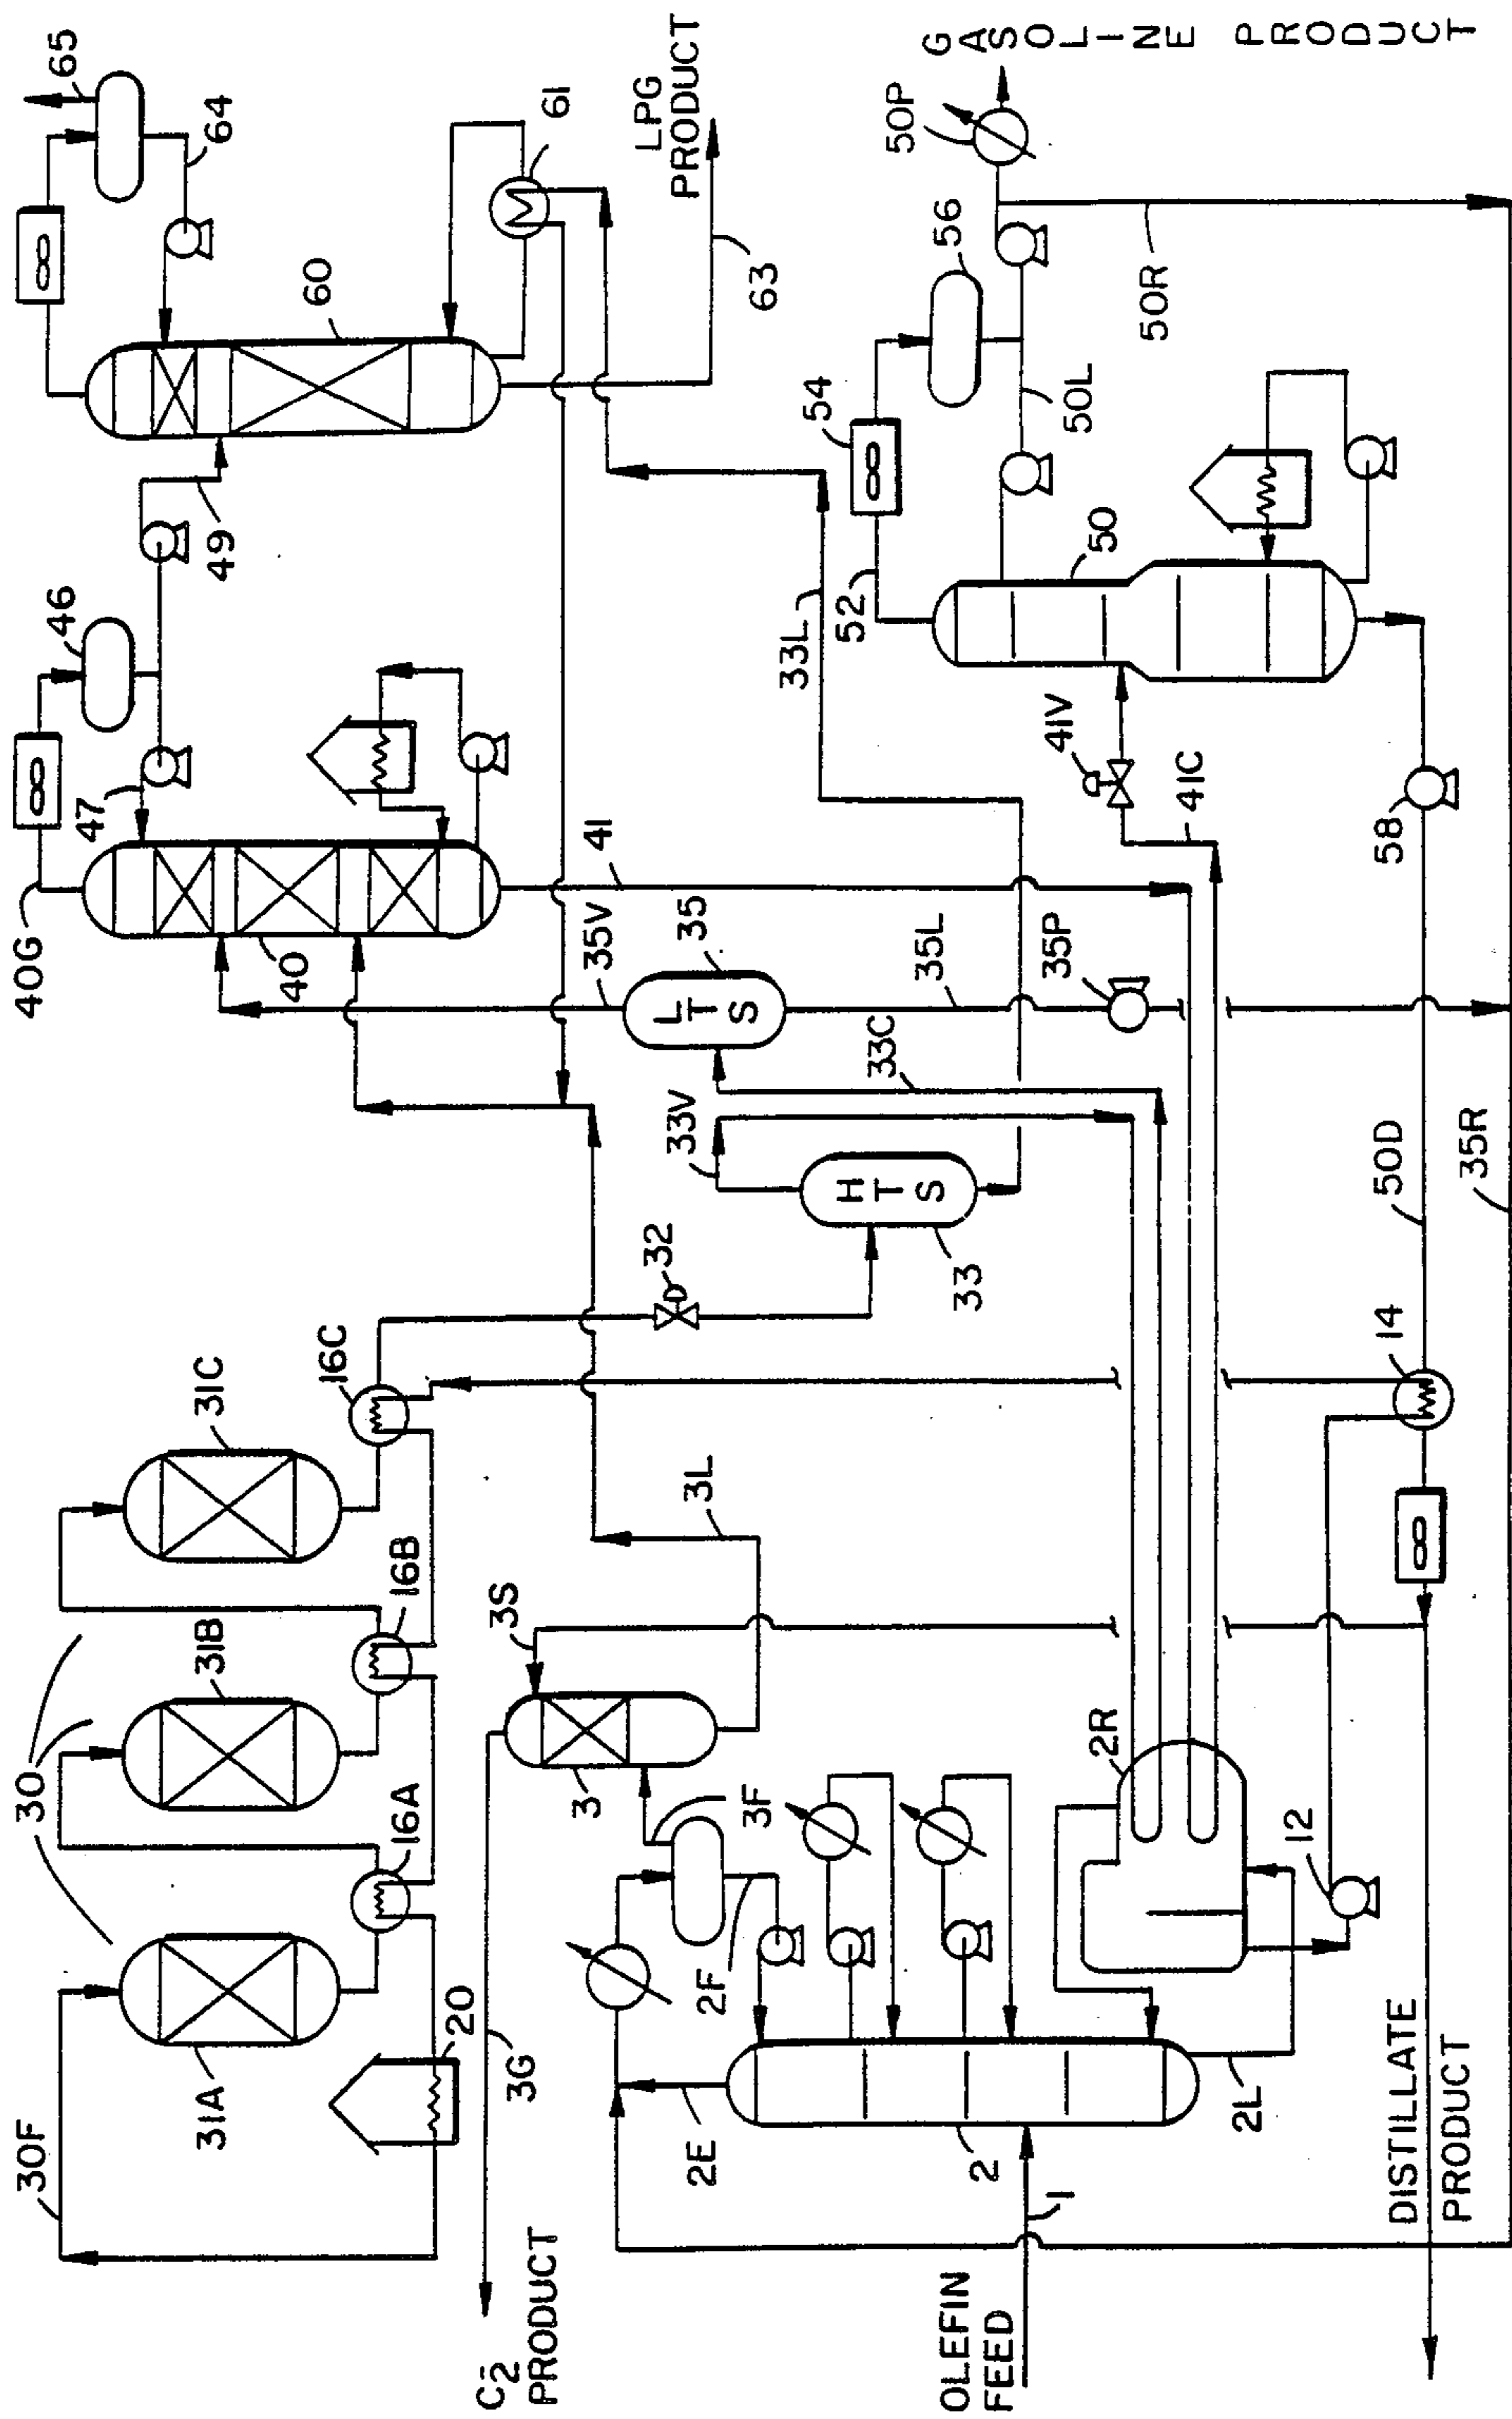 30F
31A
20
30
16A
31B
16B
31C
16C
32
40G
47
46
49
40
60
65
64
61
LPG
PRODUCT
63
C2-
PRODUCT
3G
3S
3L
3
3F
2F
2E
2
2L
2R
OLEFIN
FEED
1
33V
HTS
33
33C
35V
LTS
35
35L
35P
41
33L
52
54
56
50P
GASOLINE PRODUCT
50L
50R
50
41V
41C
58
12
14
50D
35R
DISTILLATE
PRODUCT